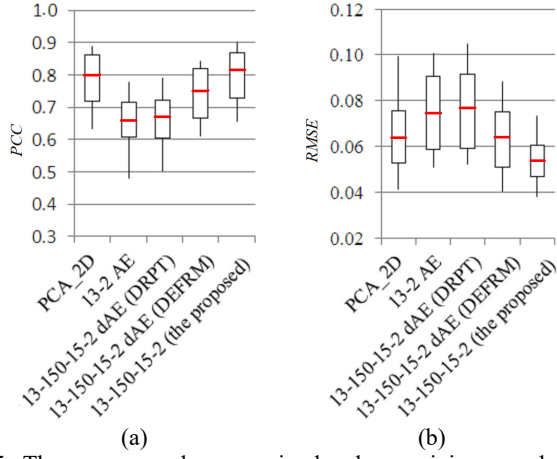 1.0
0.9
0.8
0.7
0.6
0.5
0.4
0.3
PCC
PCA_2D
13-2 AE
13-150-15-2 dAE (DRPT)
13-150-15-2 dAE (DEFRM)
13-150-15-2 (the proposed)
(a)
0.12
0.10
0.08
0.06
0.04
0.02
RMSE
PCA_2D
13-2 AE
13-150-15-2 dAE (DRPT)
13-150-15-2 dAE (DEFRM)
13-150-15-2 (the proposed)
(b)